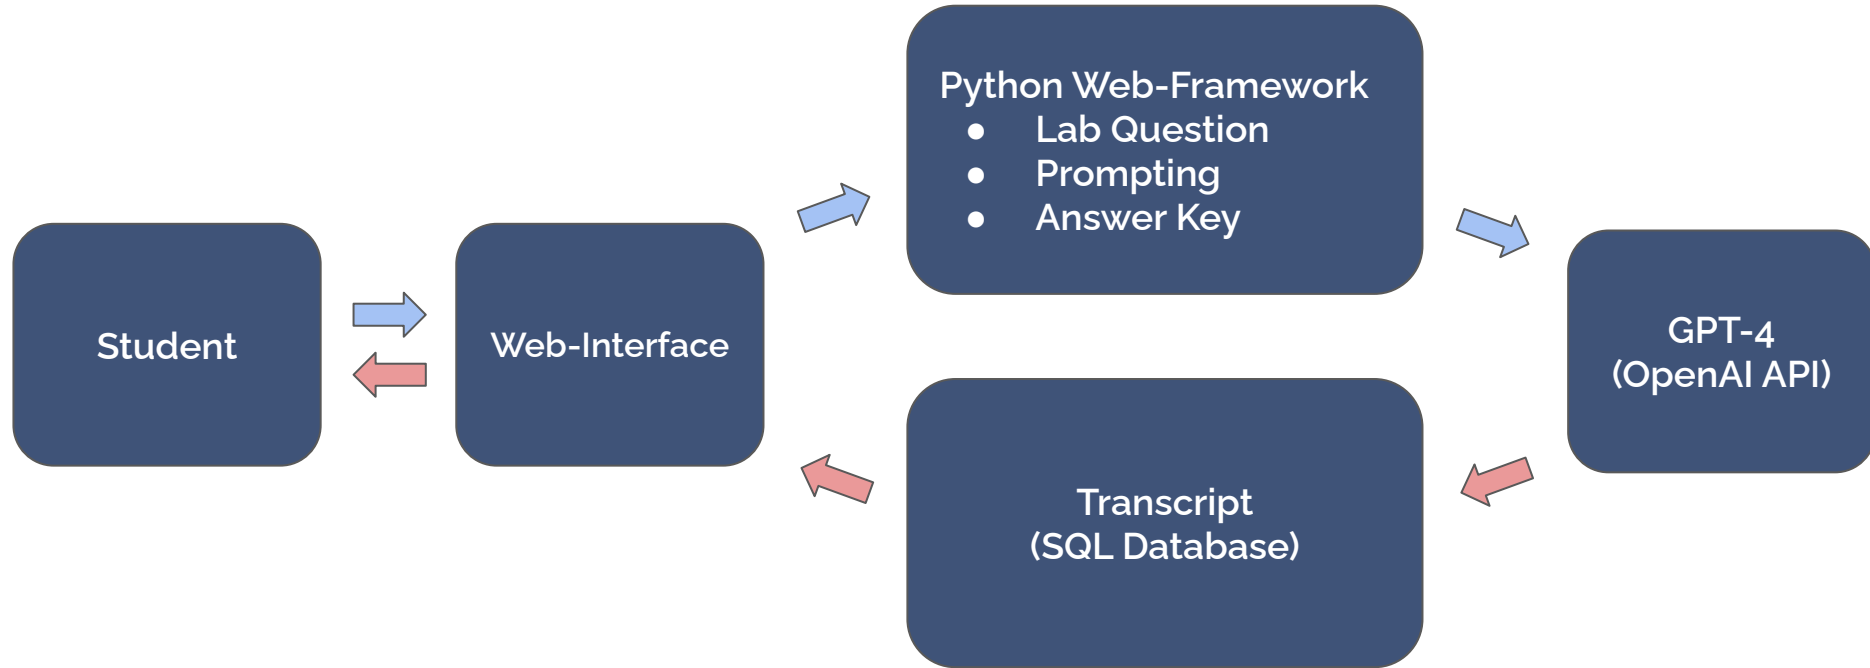 Python Web-Framework
● Lab Question
● Prompting
● Answer Key
Student
Web-Interface
GPT-4
(OpenAI API)
Transcript
(SQL Database)